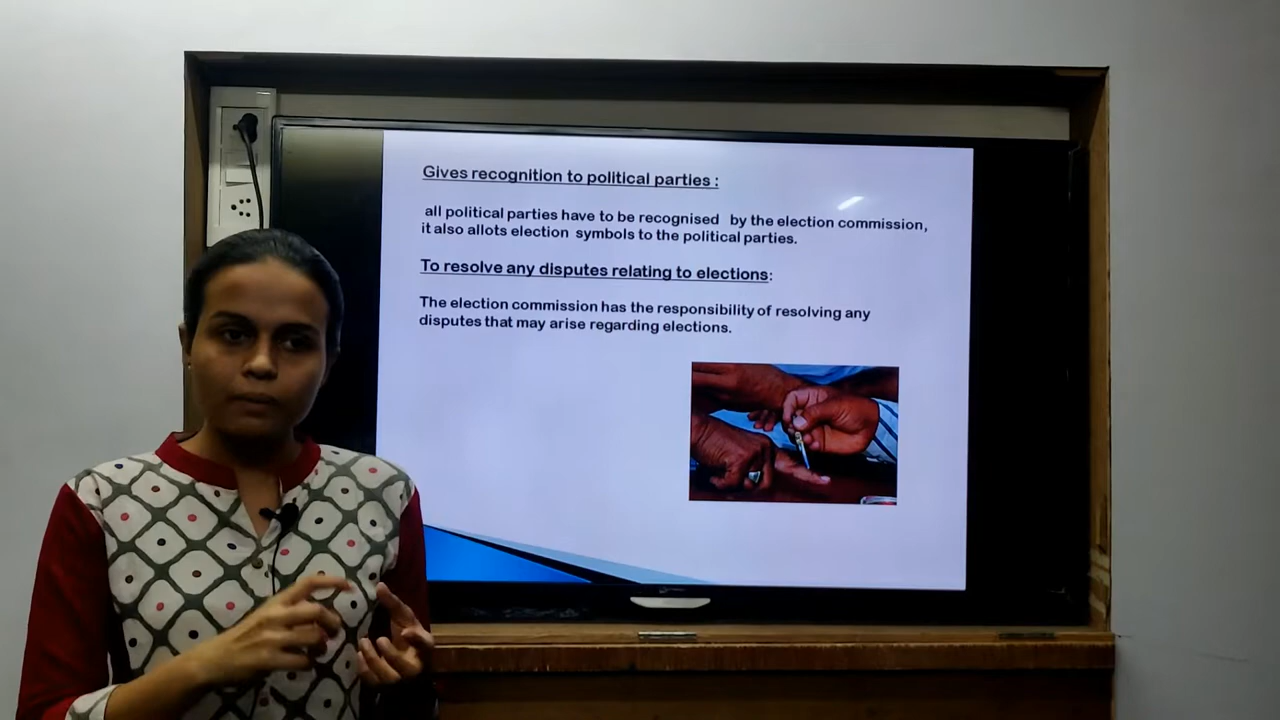 Gives recognition to political parties :
all political parties have to be recognised by the election commission,
it also allots election symbols to the political parties.
To resolve any disputes relating to elections:
The election commission has the responsibility of resolving any
disputes that may arise regarding elections.